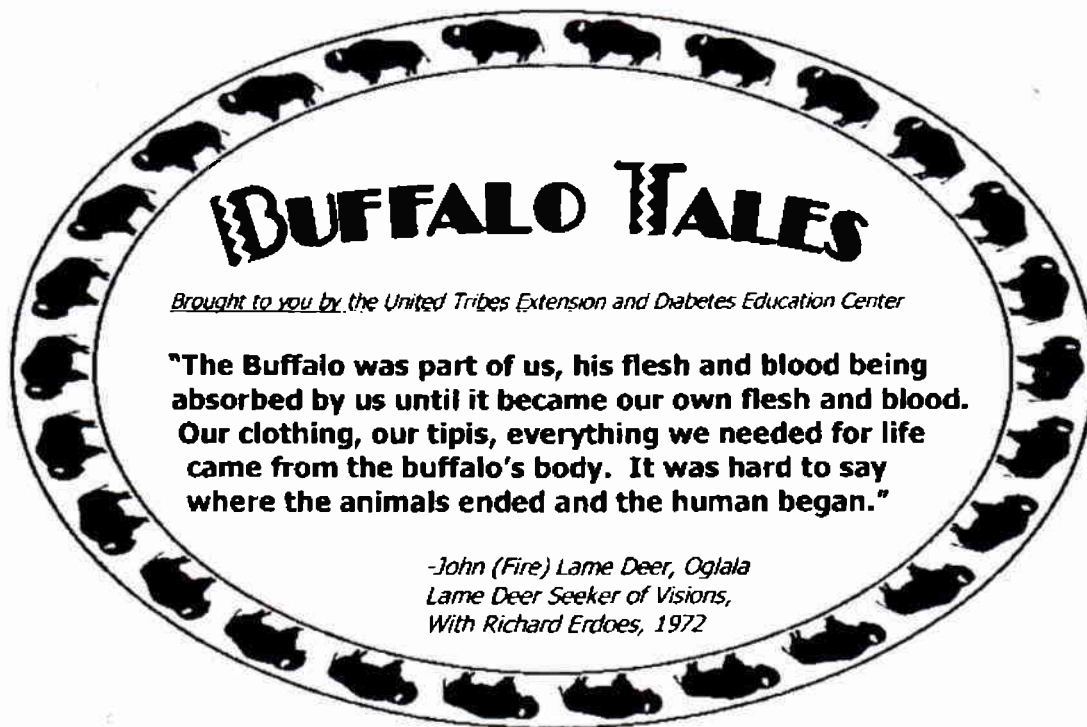 BUFFALO TALES
Brought to you by the United Tribes Extension and Diabetes Education Center
"The Buffalo was part of us, his flesh and blood being
absorbed by us until it became our own flesh and blood.
Our clothing, our tipis, everything we needed for life
came from the buffalo's body. It was hard to say
where the animals ended and the human began."
-John (Fire) Lame Deer, Oglala
Lame Deer Seeker of Visions,
With Richard Erdoes, 1972